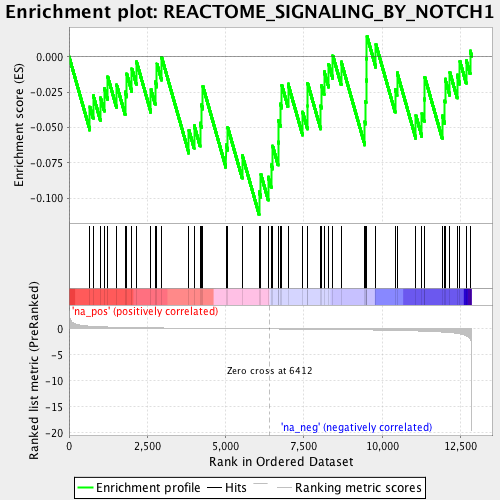 Enrichment plot: REACTOME_SIGNALING_BY_NOTCH1
Enrichment score (ES)
0.000
-0.025
-0.050
-0.075
-0.100
'na_pos' (positively correlated)
Ranked list metric (PreRanked)
0
-5
-10
-15
-20
Zero cross at 6412
'na_neg' (negatively correlated)
0
2,500
5,000
7,500
10,000
12,500
Rank in Ordered Dataset
Enrichment profile
Hits
Ranking metric scores